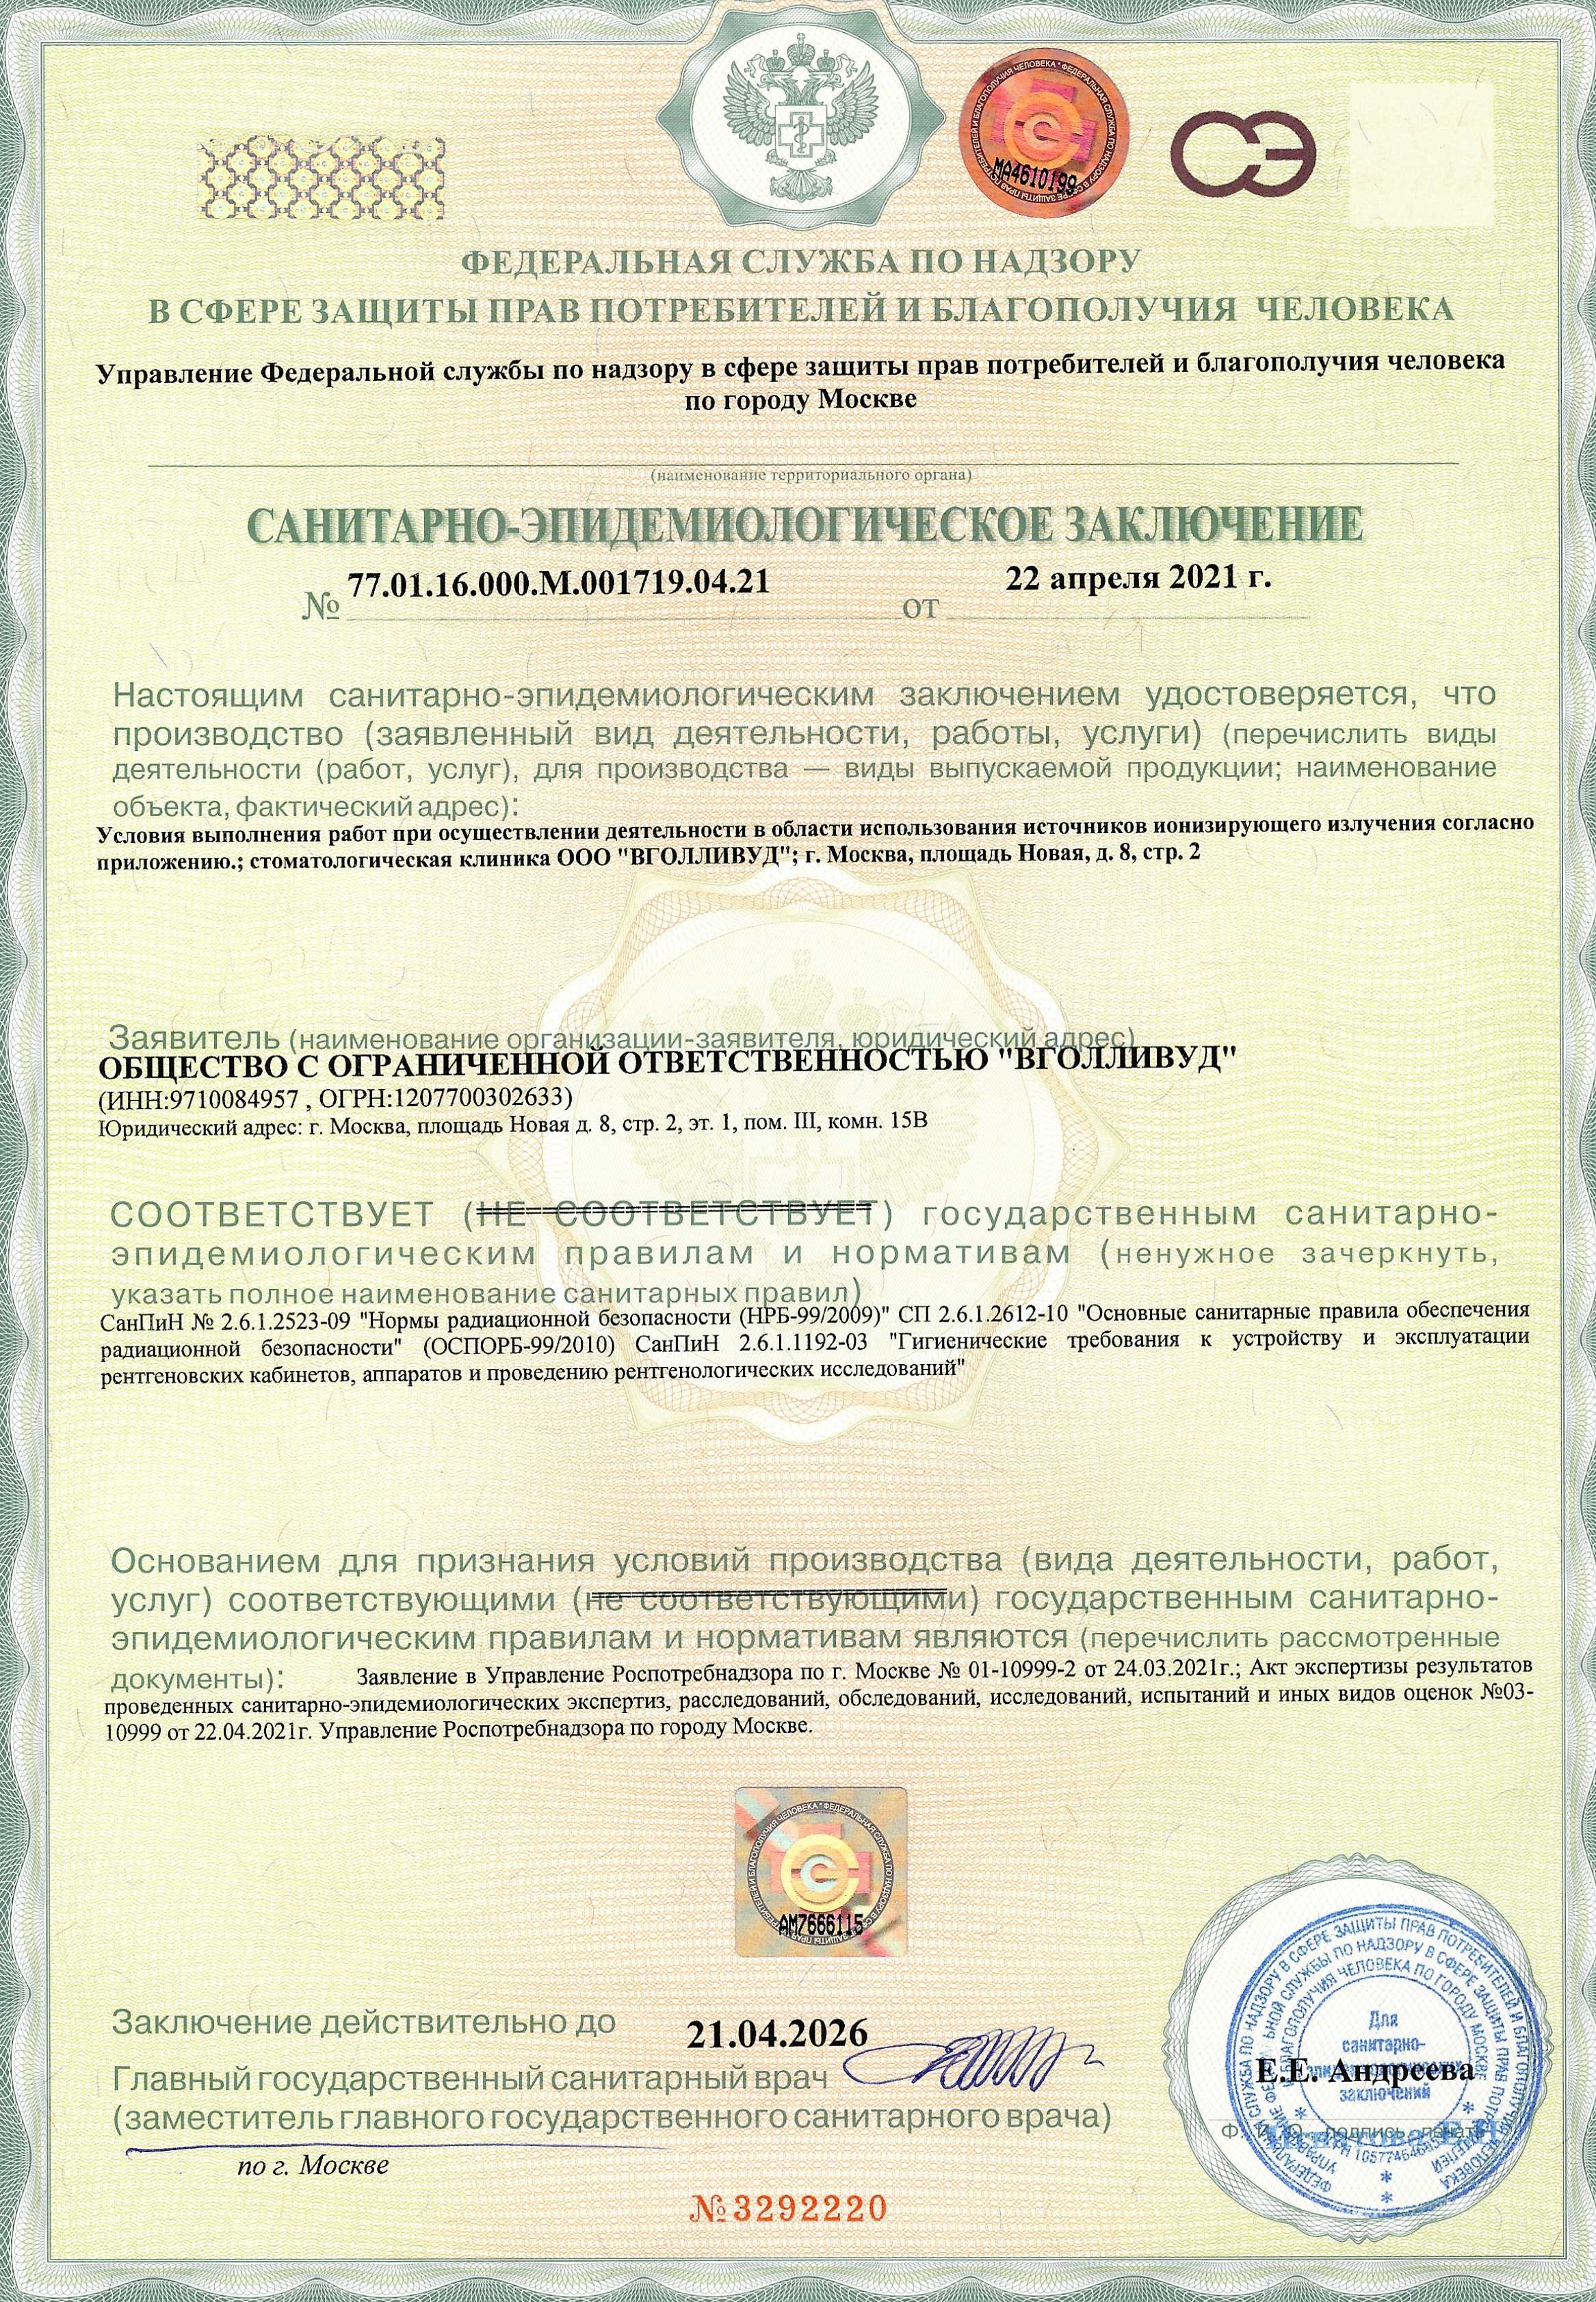 МА4610199
СЭ
ФЕДЕРАЛЬНАЯ СЛУЖБА ПО НАДЗОРУ
В СФЕРЕ ЗАЩИТЫ ПРАВ ПОТРЕБИТЕЛЕЙ И БЛАГОПОЛУЧИЯ ЧЕЛОВЕКА
Управление Федеральной службы по надзору в сфере защиты прав потребителей и благополучия человека
по городу Москве
(наименование территориального органа)
САНИТАРНО-ЭПИДЕМИОЛОГИЧЕСКОЕ ЗАКЛЮЧЕНИЕ
№ 77.01.16.000.М.001719.04.21 от 22 апреля 2021 г.
Настоящим санитарно-эпидемиологическим заключением удостоверяется, что
производство (заявленный вид деятельности, работы, услуги) (перечислить виды
деятельности (работ, услуг), для производства — виды выпускаемой продукции; наименование
объекта, фактический адрес):
Условия выполнения работ при осуществлении деятельности в области использования источников ионизирующего излучения согласно
приложению.; стоматологическая клиника ООО "ВГОЛЛИВУД"; г. Москва, площадь Новая, д. 8, стр. 2
Заявитель (наименование организации-заявителя, юридический адрес)
ОБЩЕСТВО С ОГРАНИЧЕННОЙ ОТВЕТСТВЕННОСТЬЮ "ВГОЛЛИВУД"
(ИНН:9710084957 , ОГРН:1207700302633)
Юридический адрес: г. Москва, площадь Новая д. 8, стр. 2, эт. 1, пом. III, комн. 15В
СООТВЕТСТВУЕТ (НЕ СООТВЕТСТВУЕТ) государственным санитарно-
эпидемиологическим правилам и нормативам (ненужное зачеркнуть,
указать полное наименование санитарных правил)
СанПиН № 2.6.1.2523-09 "Нормы радиационной безопасности (НРБ-99/2009)" СП 2.6.1.2612-10 "Основные санитарные правила обеспечения
радиационной безопасности" (ОСПОРБ-99/2010) СанПиН 2.6.1.1192-03 "Гигиенические требования к устройству и эксплуатации
рентгеновских кабинетов, аппаратов и проведению рентгенологических исследований"
Основанием для признания условий производства (вида деятельности, работ,
услуг) соответствующими (не соответствующими) государственным санитарно-
эпидемиологическим правилам и нормативам являются (перечислить рассмотренные
документы): Заявление в Управление Роспотребнадзора по г. Москве № 01-10999-2 от 24.03.2021г.; Акт экспертизы результатов
проведенных санитарно-эпидемиологических экспертиз, расследований, обследований, исследований, испытаний и иных видов оценок №03-
10999 от 22.04.2021г. Управление Роспотребнадзора по городу Москве.
АМ7666115
Заключение действительно до 21.04.2026
Главный государственный санитарный врач
(заместитель главного государственного санитарного врача)
по г. Москве
Для
санитарно-
заключений
Е.Е. Андреева
Ф. И. О., подпись, печать
№3292220